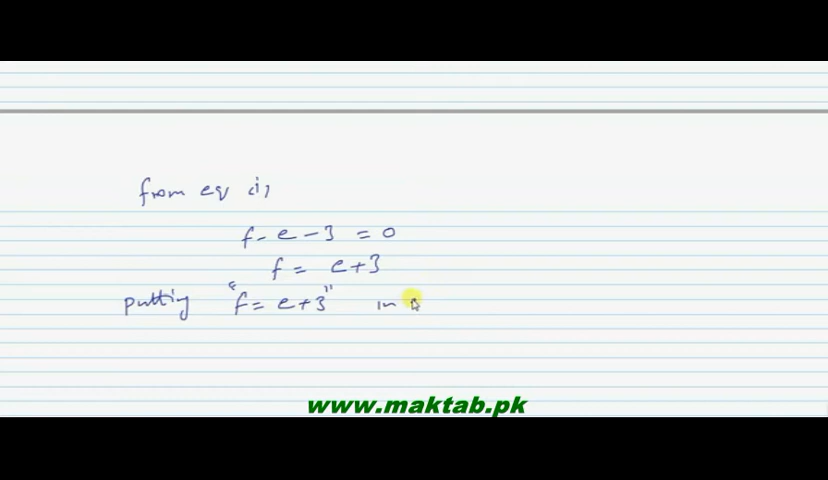 from eq (i)
f - e - 3 = 0
f = e + 3
putting "f = e + 3" in
www.maktab.pk